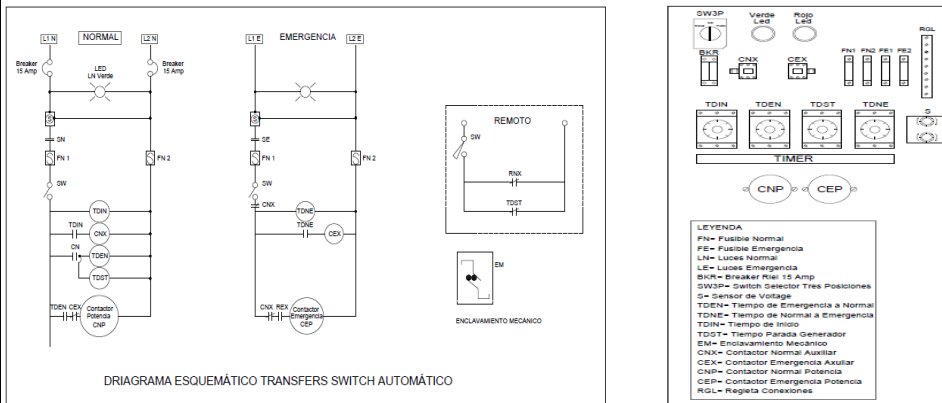 L1 N
NORMAL
L2 N
Breaker
15 Amp
LED
LN Verde
Breaker
15 Amp
S
SN
FN 1
FN 2
SW
TDIN
TDIN
CNX
CN
TDEN
TDST
TDEN CEX
Contactor
Potencia
CNP
L1 E
EMERGENCIA
L2 E
S
SE
FN 1
FN 2
SW
CNX
TDNE
TDNE
CEX
CNX REX
Contactor
Emergencia
CEP
REMOTO
SW
RNX
TDST
EM
ENCLAVAMIENTO MECÁNICO
DRIAGRAMA ESQUEMÁTICO TRANSFERS SWITCH AUTOMÁTICO
SW3P
Verde
Led
Rojo
Led
RGL
BKR
CNX
CEX
FN1 FN2 FE1 FE2
TDIN
TDEN
TDST
TDNE
S
TIMER
CNP
CEP
LEYENDA
FN= Fusible Normal
FE= Fusible Emergencia
LN= Luces Normal
LE= Luces Emergencia
BKR= Breaker Riel 15 Amp
SW3P= Switch Selector Tres Posiciones
S= Sensor de Voltage
TDEN= Tiempo de Emergencia a Normal
TDNE= Tiempo de Normal a Emergencia
TDIN= Tiempo de Inicio
TDST= Tiempo Parada Generador
EM= Enclavamiento Mecánico
CNX= Contactor Normal Auxiliar
CEX= Contactor Emergencia Axuliar
CNP= Contactor Normal Potencia
CEP= Contactor Emergencia Potencia
RGL= Regleta Conexiones